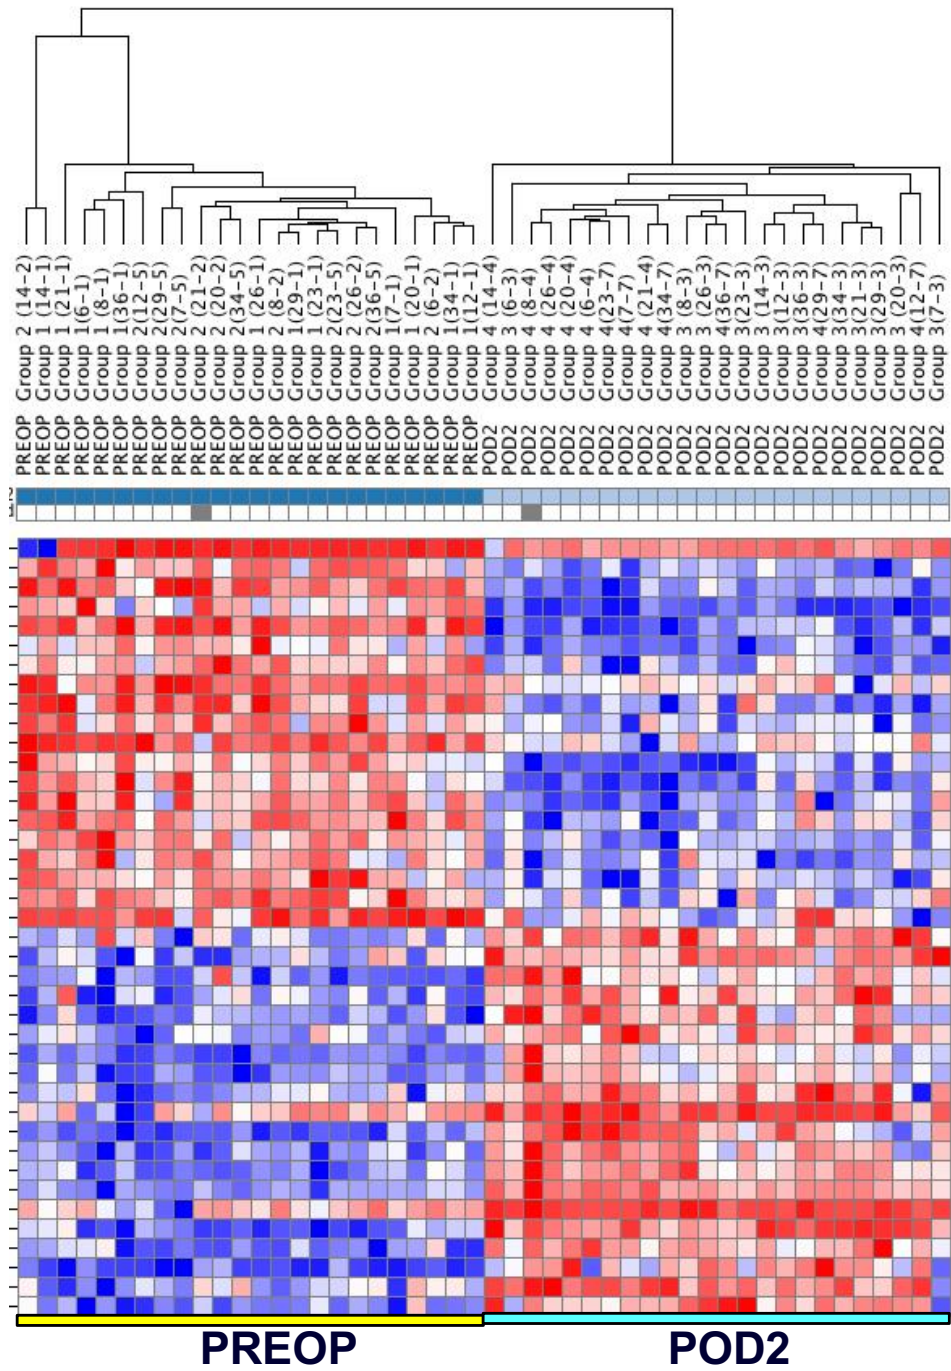 PREOP Group 2 (14-2)
PREOP Group 1 (14-1)
PREOP Group 1 (21-1)
PREOP Group 1(6-1)
PREOP Group 1 (8-1)
PREOP Group 1(36-1)
PREOP Group 2(12-5)
PREOP Group 2(29-5)
PREOP Group 2(7-5)
PREOP Group 2 (21-2)
PREOP Group 2 (20-2)
PREOP Group 2(34-5)
PREOP Group 1 (26-1)
PREOP Group 2 (8-2)
PREOP Group 1(29-1)
PREOP Group 1 (23-1)
PREOP Group 2(23-5)
PREOP Group 2 (26-2)
PREOP Group 2(36-5)
PREOP Group 1(7-1)
PREOP Group 1 (20-1)
PREOP Group 2 (6-2)
PREOP Group 1(34-1)
PREOP Group 1(12-1)
POD2 Group 4 (14-4)
POD2 Group 3 (6-3)
POD2 Group 4 (8-4)
POD2 Group 4 (26-4)
POD2 Group 4 (20-4)
POD2 Group 4 (6-4)
POD2 Group 4(23-7)
POD2 Group 4(7-7)
POD2 Group 4 (21-4)
POD2 Group 4(34-7)
POD2 Group 3 (8-3)
POD2 Group 3 (26-3)
POD2 Group 4(36-7)
POD2 Group 3(23-3)
POD2 Group 3 (14-3)
POD2 Group 3(12-3)
POD2 Group 3(36-3)
POD2 Group 4(29-7)
POD2 Group 3(34-3)
POD2 Group 3(21-3)
POD2 Group 3(29-3)
POD2 Group 3 (20-3)
POD2 Group 4(12-7)
POD2 Group 3(7-3)
PREOP POD2